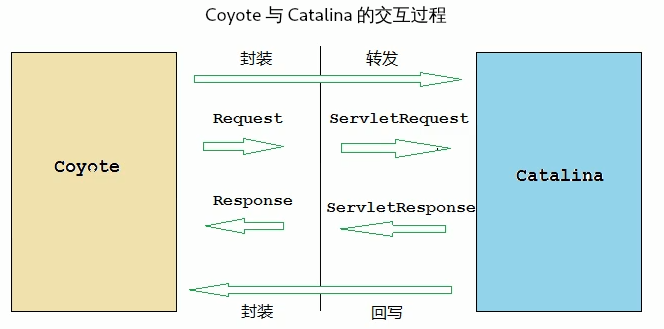 Coyote 与 Catalina 的交互过程
封装 转发
Request ServletRequest
Coyote
Catalina
Response ServletResponse
封装 回写